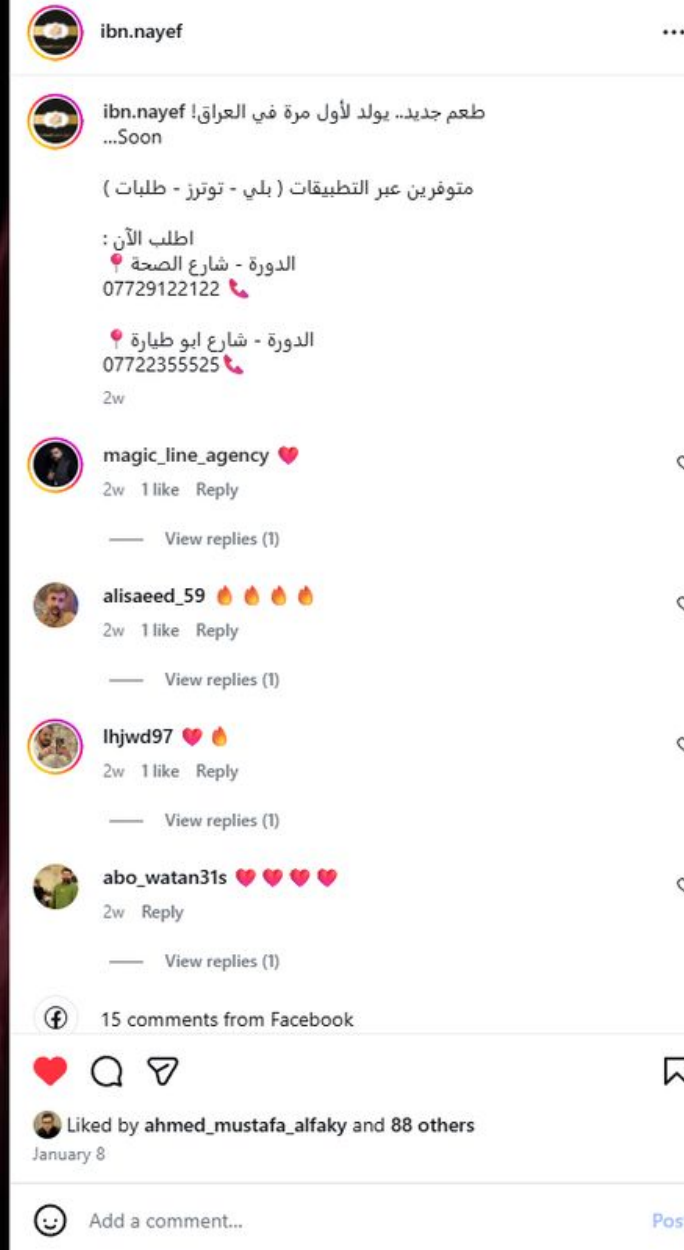 ibn.nayef
ibn.nayef طعم جديد.. يولد لأول مرة في العراق!
...Soon
متوفرين عبر التطبيقات ( بلي - توترز - طلبات )
اطلب الآن :
الدورة - شارع الصحة 📍
07729122122 📞
الدورة - شارع ابو طيارة 📍
07722355525📞
2w
magic_line_agency ❤️
2w 1 like Reply
View replies (1)
alisaeed_59 🔥🔥🔥🔥
2w 1 like Reply
View replies (1)
lhjwd97 ❤️🔥
2w 1 like Reply
View replies (1)
abo_watan31s ❤️❤️❤️❤️
2w Reply
View replies (1)
15 comments from Facebook
Liked by ahmed_mustafa_alfaky and 88 others
January 8
Add a comment...
Pos